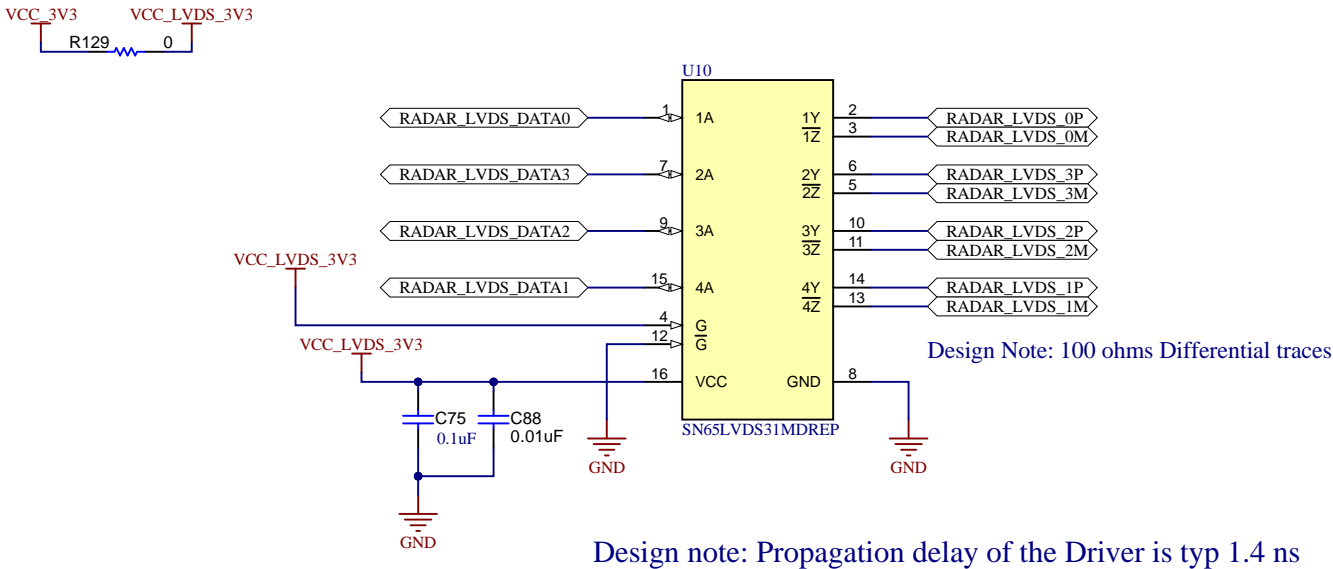 VCC_3V3 VCC_LVDS_3V3
R129 0
U10
RADAR_LVDS_DATA0 1 1A 1Y 2 RADAR_LVDS_0P
1Z 3 RADAR_LVDS_0M
RADAR_LVDS_DATA3 7 2A 2Y 6 RADAR_LVDS_3P
2Z 5 RADAR_LVDS_3M
RADAR_LVDS_DATA2 9 3A 3Y 10 RADAR_LVDS_2P
3Z 11 RADAR_LVDS_2M
VCC_LVDS_3V3
RADAR_LVDS_DATA1 15 4A 4Y 14 RADAR_LVDS_1P
4Z 13 RADAR_LVDS_1M
4 G
12 G
VCC_LVDS_3V3
Design Note: 100 ohms Differential traces
16 VCC GND 8
C75 C88
0.1uF 0.01uF
SN65LVDS31MDREP
GND GND
GND
Design note: Propagation delay of the Driver is typ 1.4 ns